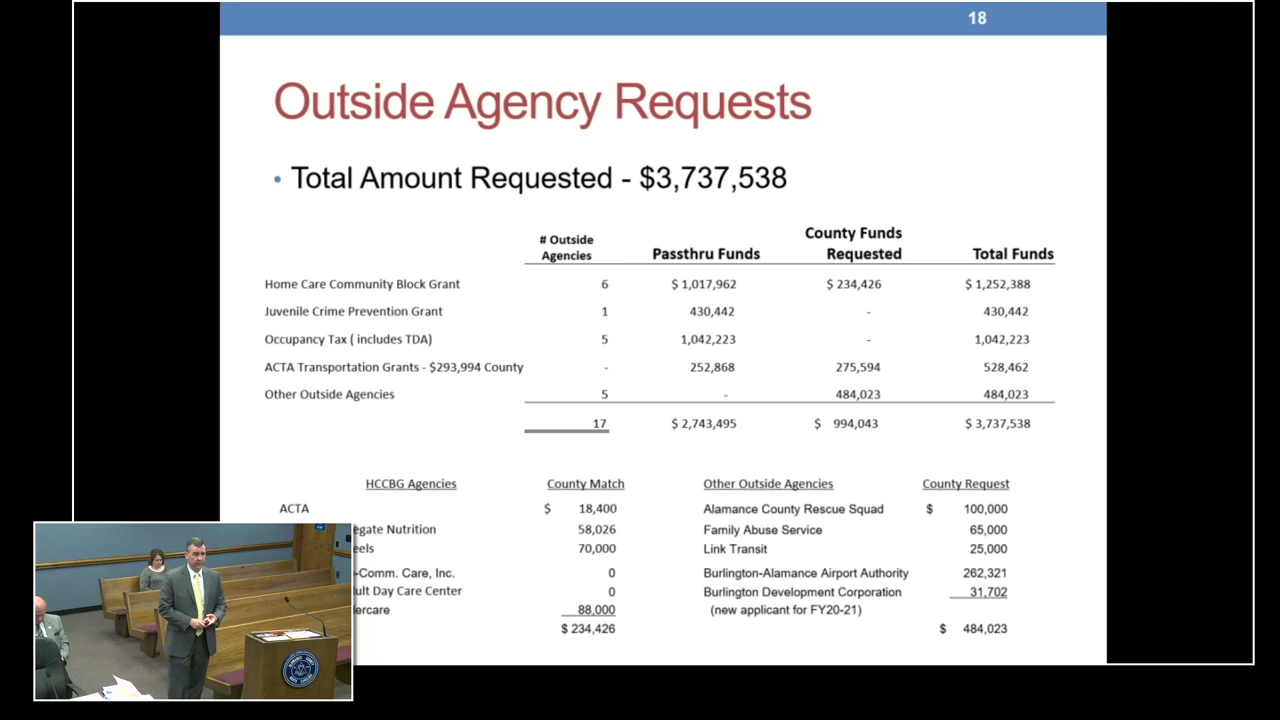 18
Outside Agency Requests
• Total Amount Requested - $3,737,538
# Outside Agencies Passthru Funds County Funds Requested Total Funds
Home Care Community Block Grant 6 $ 1,017,962 $ 234,426 $ 1,252,388
Juvenile Crime Prevention Grant 1 430,442 - 430,442
Occupancy Tax ( includes TDA) 5 1,042,223 - 1,042,223
ACTA Transportation Grants - $293,994 County - 252,868 275,594 528,462
Other Outside Agencies 5 - 484,023 484,023
17 $ 2,743,495 $ 994,043 $ 3,737,538
HCCBG Agencies County Match Other Outside Agencies County Request
ACTA $ 18,400 Alamance County Rescue Squad $ 100,000
egate Nutrition 58,026 Family Abuse Service 65,000
eels 70,000 Link Transit 25,000
-Comm. Care, Inc. 0 Burlington-Alamance Airport Authority 262,321
ult Day Care Center 0 Burlington Development Corporation 31,702
ercare 88,000 (new applicant for FY20-21)
$ 234,426 $ 484,023